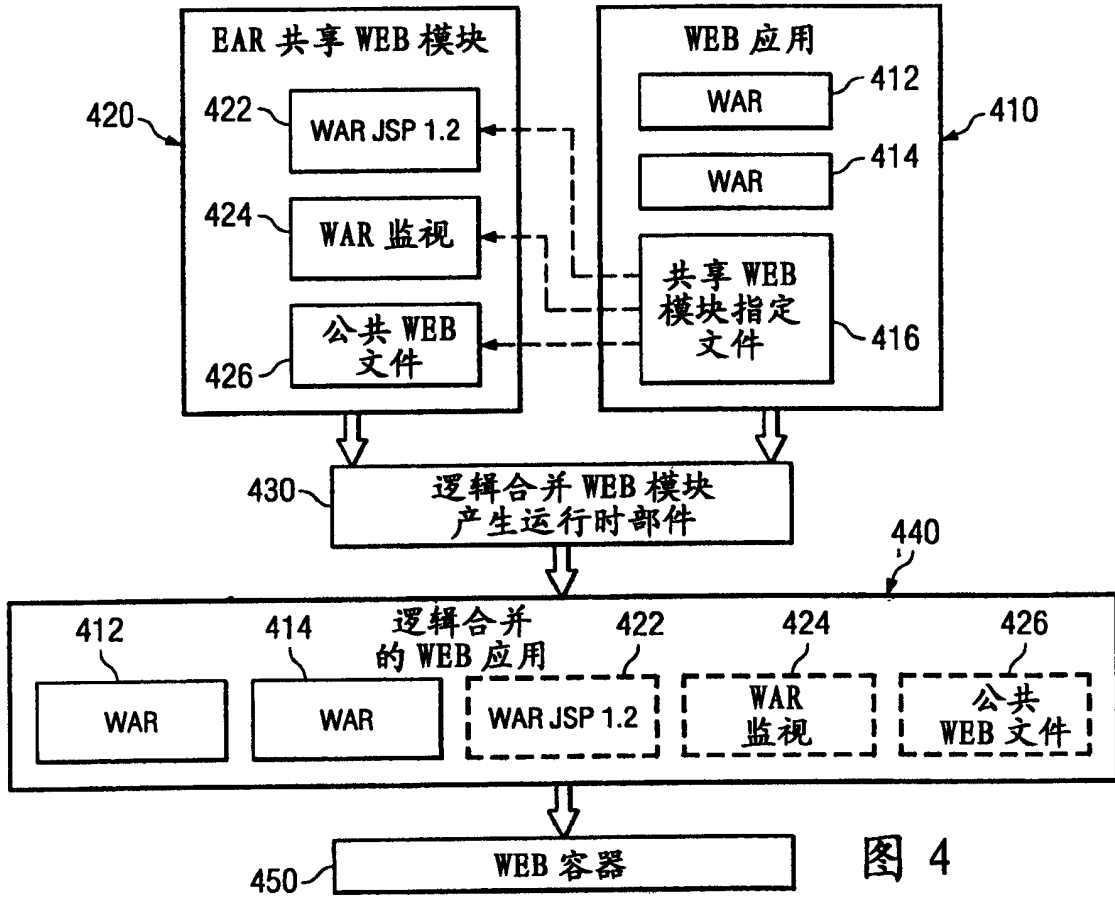 EAR 共享 WEB 模块
WEB 应用
420
422
WAR JSP 1.2
424
WAR 监视
426
公共 WEB
文件
WAR
412
410
WAR
414
共享 WEB
模块指定
文件
416
430
逻辑合并 WEB 模块
产生运行时部件
440
逻辑合并
的 WEB 应用
412
414
422
424
426
WAR
WAR
WAR JSP 1.2
WAR
监视
公共
WEB 文件
450
WEB 容器
图 4